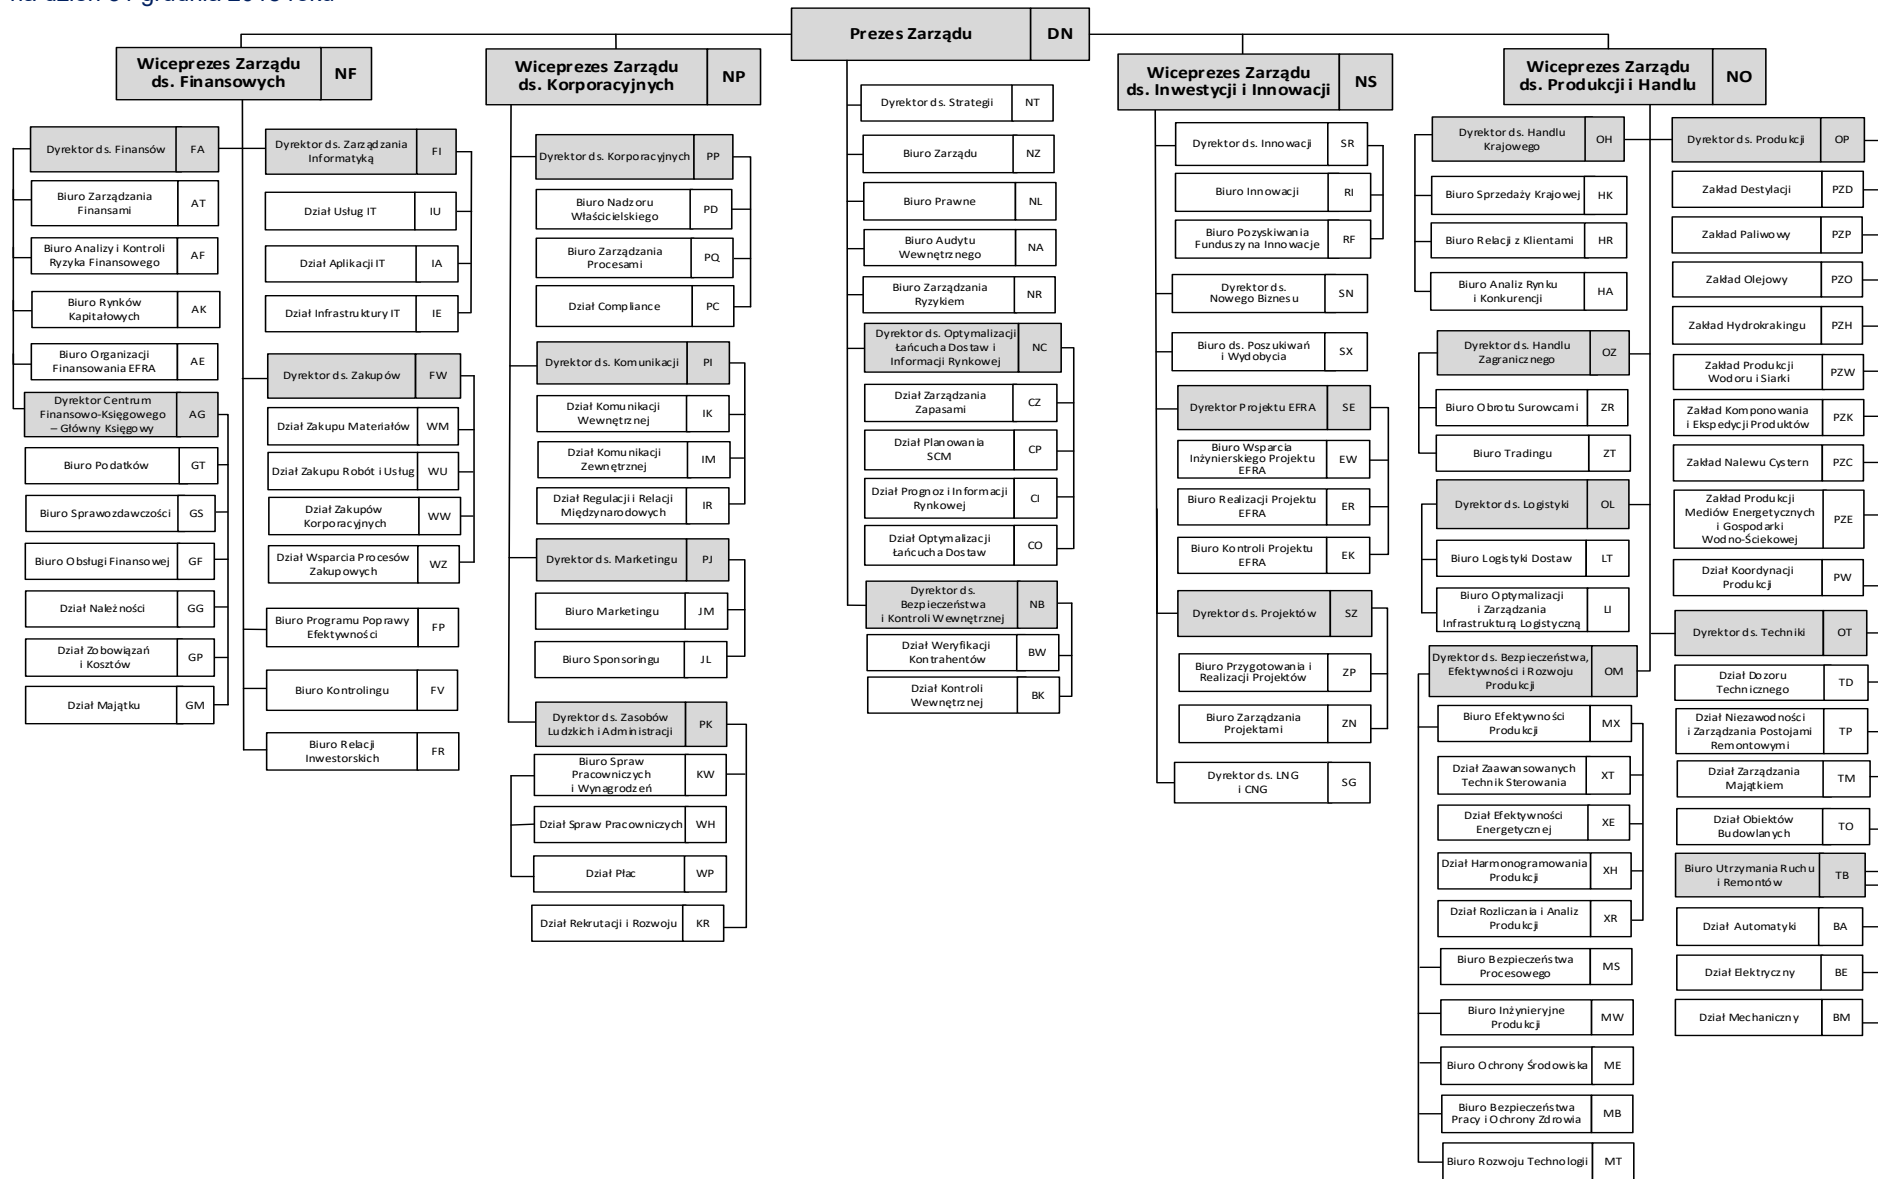 Prezes Zarządu DN
Wiceprezes Zarządu
ds. Finansowych NF
Dyrektor ds. Finansów FA
Biuro Zarządzania
Finansami AT
Biuro Analizy i Kontroli
Ryzyka Finansowego AF
Biuro Rynków
Kapitałowych AK
Biuro Organizacji
Finansowania EFRA AE
Dyrektor Centrum
Finansowo-Księgowego
– Główny Księgowy AG
Biuro Podatków GT
Biuro Sprawozdawczości GS
Biuro Obsługi Finansowej GF
Dział Należności GG
Dział Zobowiązań
i Kosztów GP
Dział Majątku GM
Dyrektor ds. Zarządzania
Informatyką FI
Dział Usług IT IU
Dział Aplikacji IT IA
Dział Infrastruktury IT IE
Dyrektor ds. Zakupów FW
Dział Zakupu Materiałów WM
Dział Zakupu Robót i Usług WU
Dział Zakupów
Korporacyjnych WW
Dział Wsparcia Procesów
Zakupowych WZ
Biuro Programu Poprawy
Efektywności FP
Biuro Kontrolingu FV
Biuro Relacji
Inwestorskich FR
Wiceprezes Zarządu
ds. Korporacyjnych NP
Dyrektor ds. Korporacyjnych PP
Biuro Nadzoru
Właścicielskiego PD
Biuro Zarządzania
Procesami PQ
Dział Compliance PC
Dyrektor ds. Komunikacji PI
Dział Komunikacji
Wewnętrznej IK
Dział Komunikacji
Zewnętrznej IM
Dział Regulacji i Relacji
Międzynarodowych IR
Dyrektor ds. Marketingu PJ
Biuro Marketingu JM
Biuro Sponsoringu JL
Dyrektor ds. Zasobów
Ludzkich i Administracji PK
Biuro Spraw
Pracowniczych
i Wynagrodzeń KW
Dział Spraw Pracowniczych WH
Dział Płac WP
Dział Rekrutacji i Rozwoju KR
Dyrektor ds. Strategii NT
Biuro Zarządu NZ
Biuro Prawne NL
Biuro Audytu
Wewnętrznego NA
Biuro Zarządzania
Ryzykiem NR
Dyrektor ds. Optymalizacji
Łańcucha Dostaw i
Informacji Rynkowej NC
Dział Zarządzania
Zapasami CZ
Dział Planowania
SCM CP
Dział Prognoz i Informacji
Rynkowej CI
Dział Optymalizacji
Łańcucha Dostaw CO
Dyrektor ds.
Bezpieczeństwa
i Kontroli Wewnętrznej NB
Dział Weryfikacji
Kontrahentów BW
Dział Kontroli
Wewnętrznej BK
Wiceprezes Zarządu
ds. Inwestycji i Innowacji NS
Dyrektor ds. Innowacji SR
Biuro Innowacji RI
Biuro Pozyskiwania
Funduszy na Innowacje RF
Dyrektor ds.
Nowego Biznesu SN
Biuro ds. Poszukiwań
i Wydobycia SX
Dyrektor Projektu EFRA SE
Biuro Wsparcia
Inżynierskiego Projektu
EFRA EW
Biuro Realizacji Projektu
EFRA ER
Biuro Kontroli Projektu
EFRA EK
Dyrektor ds. Projektów SZ
Biuro Przygotowania i
Realizacji Projektów ZP
Biuro Zarządzania
Projektami ZN
Dyrektor ds. LNG
i CNG SG
Wiceprezes Zarządu
ds. Produkcji i Handlu NO
Dyrektor ds. Handlu
Krajowego OH
Biuro Sprzedaży Krajowej HK
Biuro Relacji z Klientami HR
Biuro Analiz Rynku
i Konkurencji HA
Dyrektor ds. Handlu
Zagranicznego OZ
Biuro Obrotu Surowcami ZR
Biuro Tradingu ZT
Dyrektor ds. Logistyki OL
Biuro Logistyki Dostaw LT
Biuro Optymalizacji
i Zarządzania
Infrastrukturą Logistyczną LI
Dyrektor ds. Bezpieczeństwa,
Efektywności i Rozwoju
Produkcji OM
Biuro Efektywności
Produkcji MX
Dział Zaawansowanych
Technik Sterowania XT
Dział Efektywności
Energetycznej XE
Dział Harmonogramowania
Produkcji XH
Dział Rozliczania i Analiz
Produkcji XR
Biuro Bezpieczeństwa
Procesowego MS
Biuro Inżynieryjne
Produkcji MW
Biuro Ochrony Środowiska ME
Biuro Bezpieczeństwa
Pracy i Ochrony Zdrowia MB
Biuro Rozwoju Technologii MT
Dyrektor ds. Produkcji OP
Zakład Destylacji PZD
Zakład Paliwowy PZP
Zakład Olejowy PZO
Zakład Hydrokrakingu PZH
Zakład Produkcji
Wodoru i Siarki PZW
Zakład Komponowania
i Ekspedycji Produktów PZK
Zakład Nalewu Cystern PZC
Zakład Produkcji
Mediów Energetycznych
i Gospodarki
Wodno-Ściekowej PZE
Dział Koordynacji
Produkcji PW
Dyrektor ds. Techniki OT
Dział Dozoru
Technicznego TD
Dział Niezawodności
i Zarządzania Postojami
Remontowymi TP
Dział Zarządzania
Majątkiem TM
Dział Obiektów
Budowlanych TO
Biuro Utrzymania Ruchu
i Remontów TB
Dział Automatyki BA
Dział Elektryczny BE
Dział Mechaniczny BM